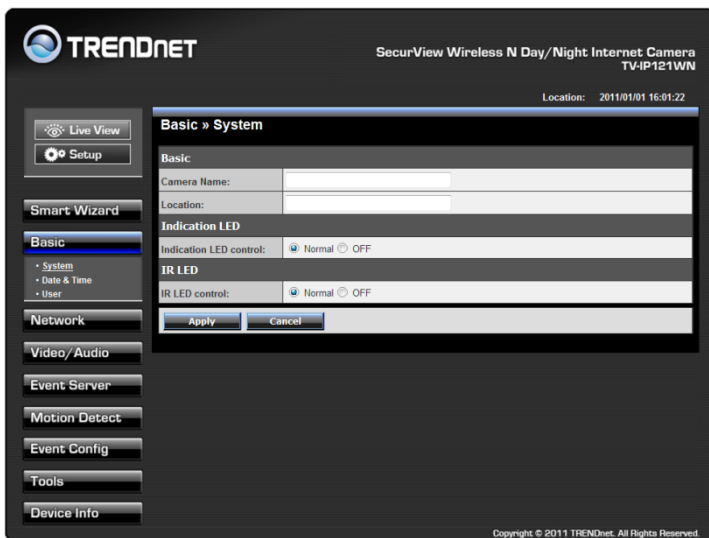 TRENDNET
SecurView Wireless N Day/Night Internet Camera
TV-IP121WN
Location: 2011/01/01 16:01:22
Live View
Setup
Smart Wizard
Basic
• System
• Date & Time
• User
Network
Video/Audio
Event Server
Motion Detect
Event Config
Tools
Device Info
Basic » System
Basic
Camera Name:
Location:
Indication LED
Indication LED control: Normal OFF
IR LED
IR LED control: Normal OFF
Apply Cancel
Copyright © 2011 TRENDnet. All Rights Reserved.